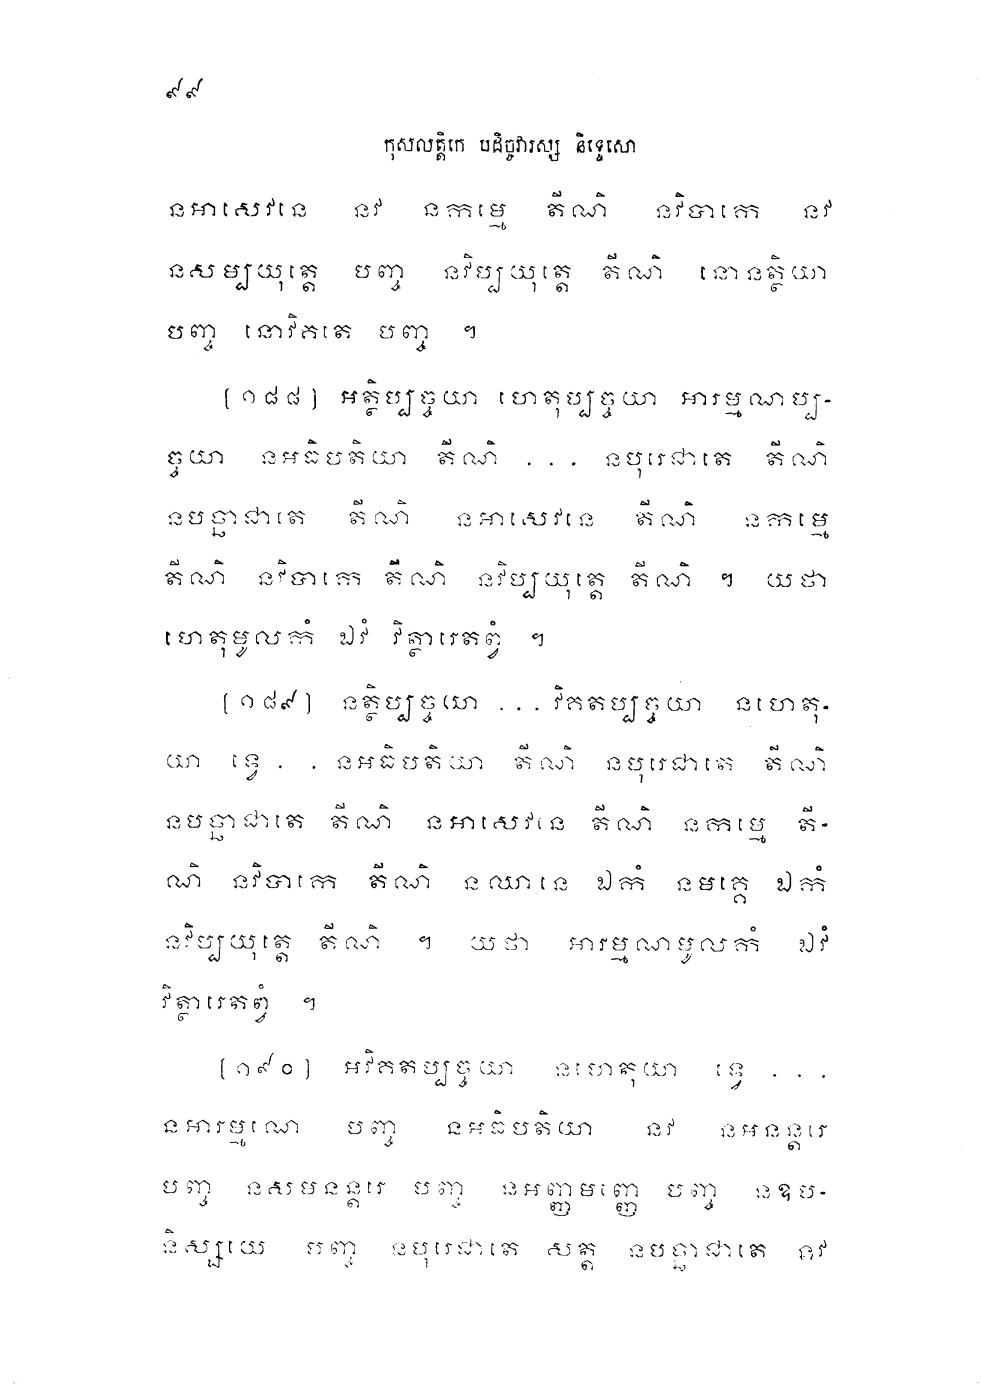 ៩៩
កុសលត្តិកេ បដិច្ចវារស្ស និទ្ទេសោ
នអាសេវនេ នវ នកម្មេ តីណិ នវិបាកេ នវ
នសម្បយុត្តេ បញ្ច នវិប្បយុត្តេ តីណិ នោនត្ថិយា
បញ្ច នោវិគតេ បញ្ច ។
[១៨៨] អត្ថិប្បច្ចយា ហេតុប្បច្ចយា អារម្មណប្ប-
ច្ចយា នអធិបតិយា តីណិ ... នបុរេជាតេ តីណិ
នបច្ឆាជាតេ តីណិ នអាសេវនេ តីណិ នកម្មេ
តីណិ នវិបាកេ តីណិ នវិប្បយុត្តេ តីណិ ។ យថា
ហេតុមូលកំ ឯវំ វិត្ថារេតព្វំ ។
[១៨៩] នត្ថិប្បច្ចយា ... វិគតប្បច្ចយា នហេតុ-
យា ទ្វេ .. នអធិបតិយា តីណិ នបុរេជាតេ តីណិ
នបច្ឆាជាតេ តីណិ នអាសេវនេ តីណិ នកម្មេ តី-
ណិ នវិបាកេ តីណិ នឈានេ ឯកំ នមគ្គេ ឯកំ
នវិប្បយុត្តេ តីណិ ។ យថា អារម្មណមូលកំ ឯវំ
វិត្ថារេតព្វំ ។
[១៩០] អវិគតប្បច្ចយា នហេតុយា ទ្វេ ...
នអារម្មណេ បញ្ច នអធិបតិយា នវ នអនន្តរេ
បញ្ច នសមនន្តរេ បញ្ច នអញ្ញមញ្ញេ បញ្ច នឧប-
និស្សយេ បញ្ច នបុរេជាតេ សត្ត នបច្ឆាជាតេ នវ